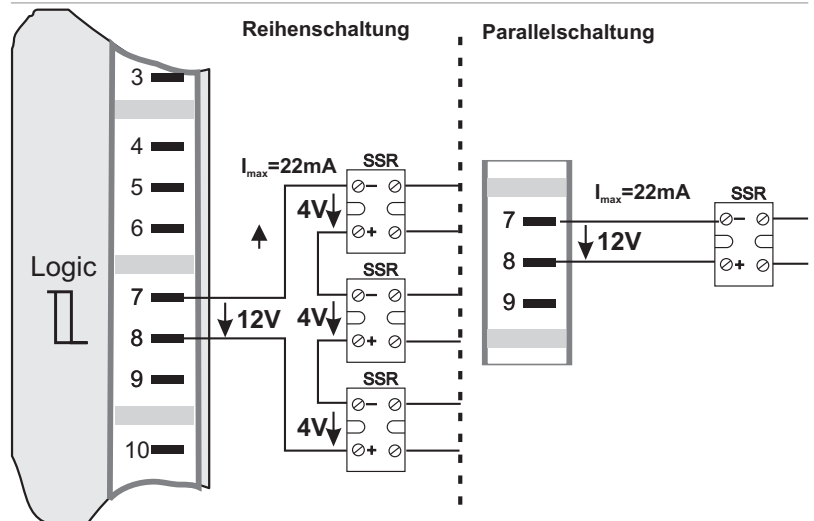 Reihenschaltung
Parallelschaltung
3
4
5
6
Logic
7
8
9
10
Imax=22mA
12V
SSR
4V
–
+
SSR
4V
–
+
SSR
4V
–
+
7
8
9
Imax=22mA
12V
SSR
–
+